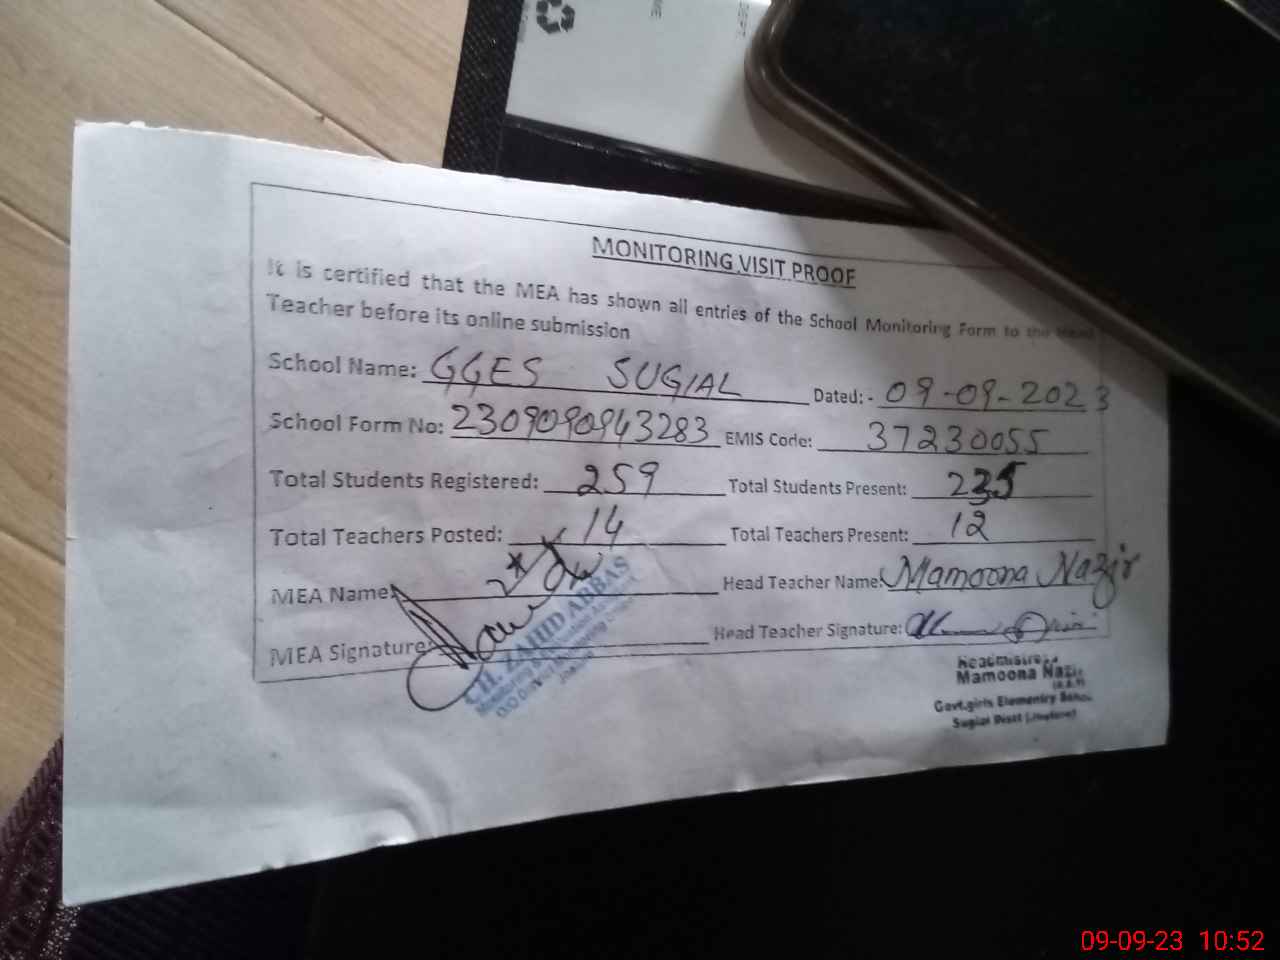 MONITORING VISIT PROOF
It is certified that the MEA has shown all entries of the School Monitoring Form to the Head
Teacher before its online submission
School Name: GGES SUGIAL Dated:- 09-09-2023
School Form No: 2309090943283 EMIS Code: 37230055
Total Students Registered: 259 Total Students Present: 235
Total Teachers Posted: 14 Total Teachers Present: 12
MEA Name: Head Teacher Name: Mamoona Nazir
MEA Signature: Head Teacher Signature:
CH. ZAHID ABBAS
Monitoring &
Headmistress
Mamoona Nazir
Govt.girls Elementry School
Sugial Distt
09-09-23 10:52